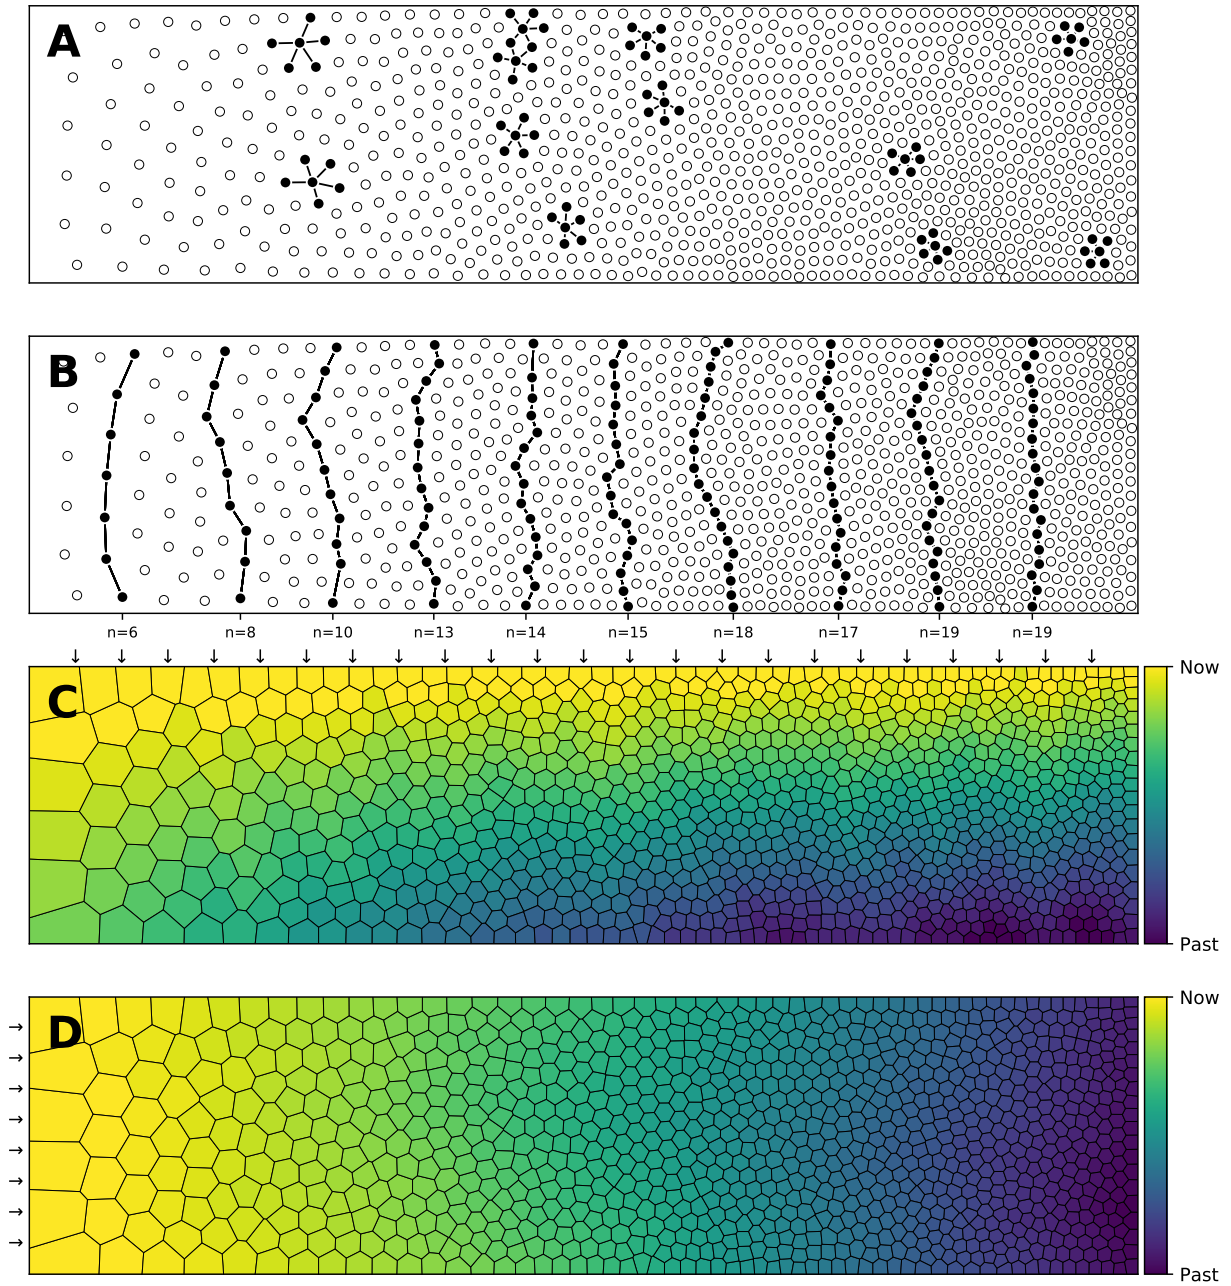 A
B
n=6 n=8 n=10 n=13 n=14 n=15 n=18 n=17 n=19 n=19
↓ ↓ ↓ ↓ ↓ ↓ ↓ ↓ ↓ ↓ ↓ ↓ ↓ ↓ ↓ ↓ ↓ ↓ ↓ ↓ ↓ ↓ ↓
C
Now
Past
D
Now
→
→
→
→
→
→
→
→
Past